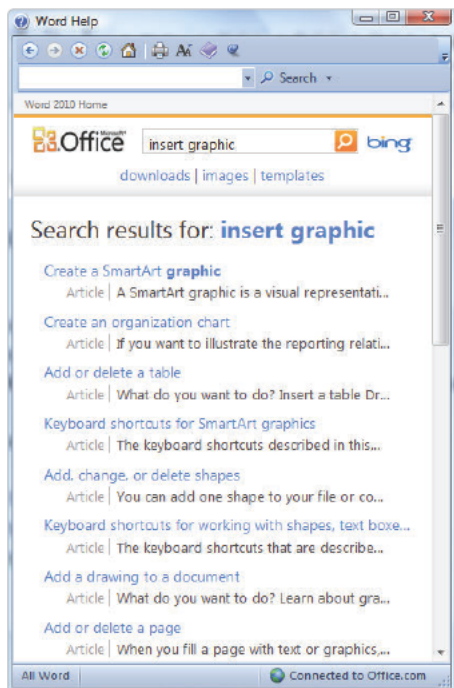 Word Help
Search
Word 2010 Home
Microsoft®
Office
insert graphic
bing
downloads | images | templates
Search results for: insert graphic
Create a SmartArt graphic
Article | A SmartArt graphic is a visual representati...
Create an organization chart
Article | If you want to illustrate the reporting relati...
Add or delete a table
Article | What do you want to do? Insert a table Dr...
Keyboard shortcuts for SmartArt graphics
Article | The keyboard shortcuts described in this...
Add, change, or delete shapes
Article | You can add one shape to your file or co...
Keyboard shortcuts for working with shapes, text boxe...
Article | The keyboard shortcuts that are describe...
Add a drawing to a document
Article | What do you want to do? Learn about gra...
Add or delete a page
Article | When you fill a page with text or graphics,...
All Word
Connected to Office.com